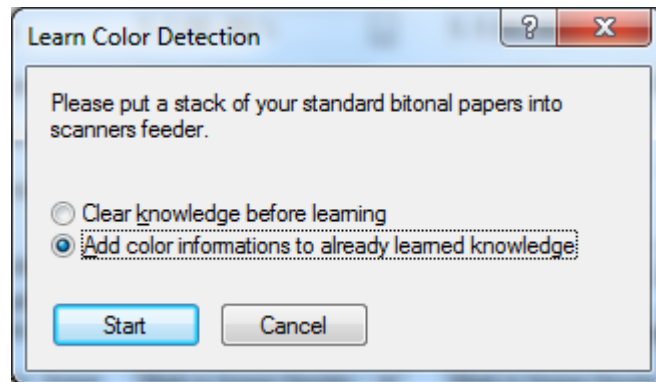 Learn Color Detection
Please put a stack of your standard bitonal papers into
scanners feeder.
Clear knowledge before learning
Add color informations to already learned knowledge
Start
Cancel